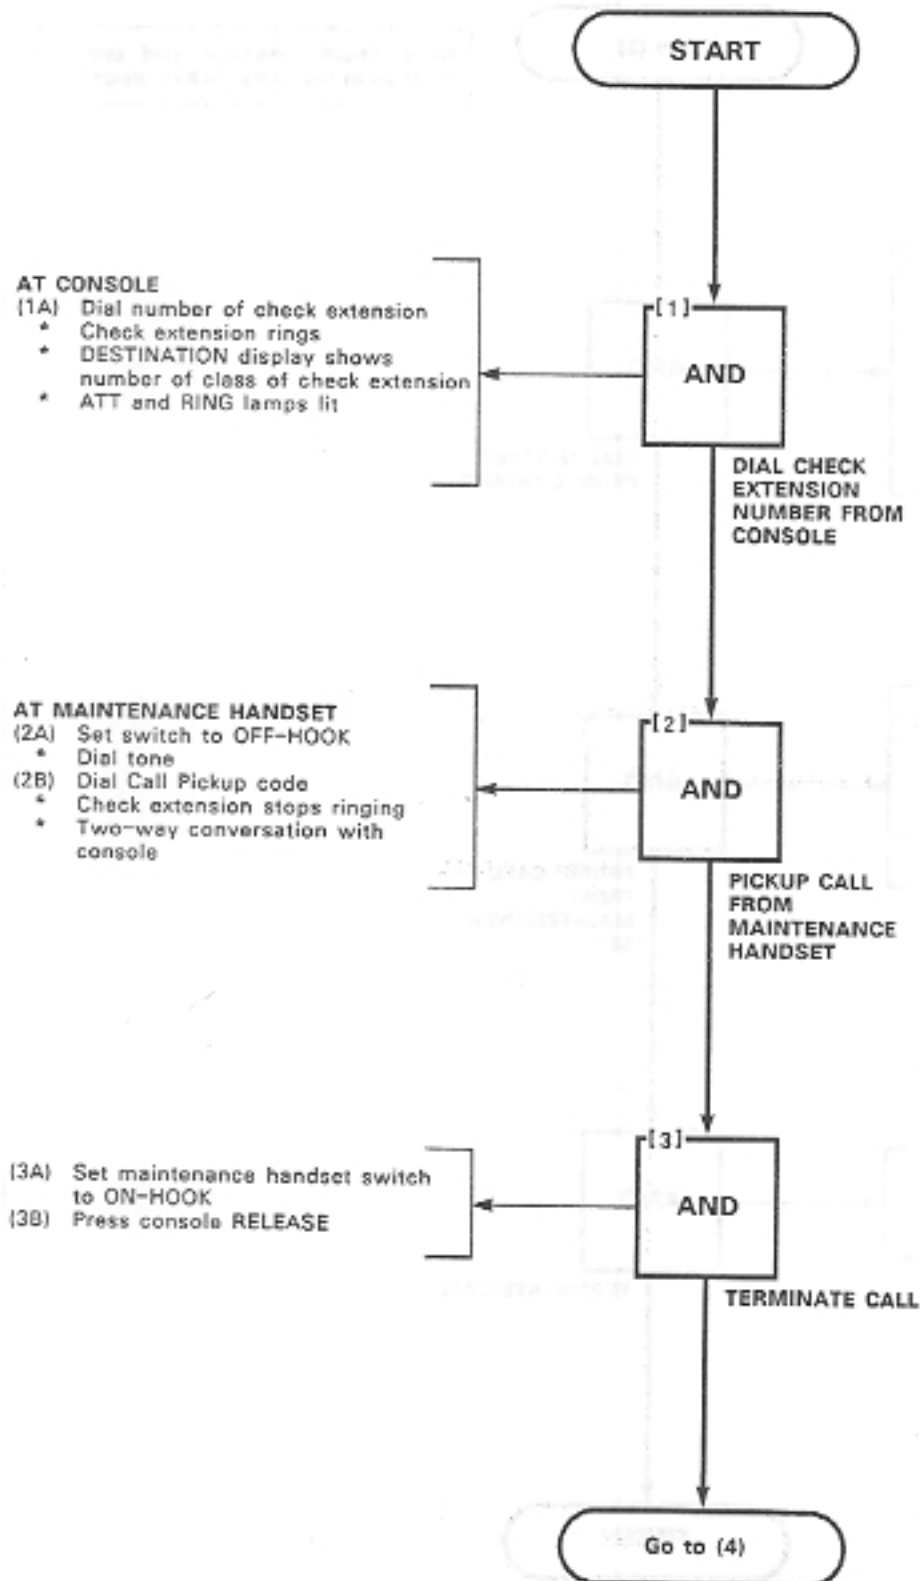 START
AT CONSOLE
(1A) Dial number of check extension
* Check extension rings
* DESTINATION display shows
number of class of check extension
* ATT and RING lamps lit
[1]
AND
DIAL CHECK
EXTENSION
NUMBER FROM
CONSOLE
AT MAINTENANCE HANDSET
(2A) Set switch to OFF-HOOK
* Dial tone
(2B) Dial Call Pickup code
* Check extension stops ringing
* Two-way conversation with
console
[2]
AND
PICKUP CALL
FROM
MAINTENANCE
HANDSET
(3A) Set maintenance handset switch
to ON-HOOK
(3B) Press console RELEASE
[3]
AND
TERMINATE CALL
Go to (4)